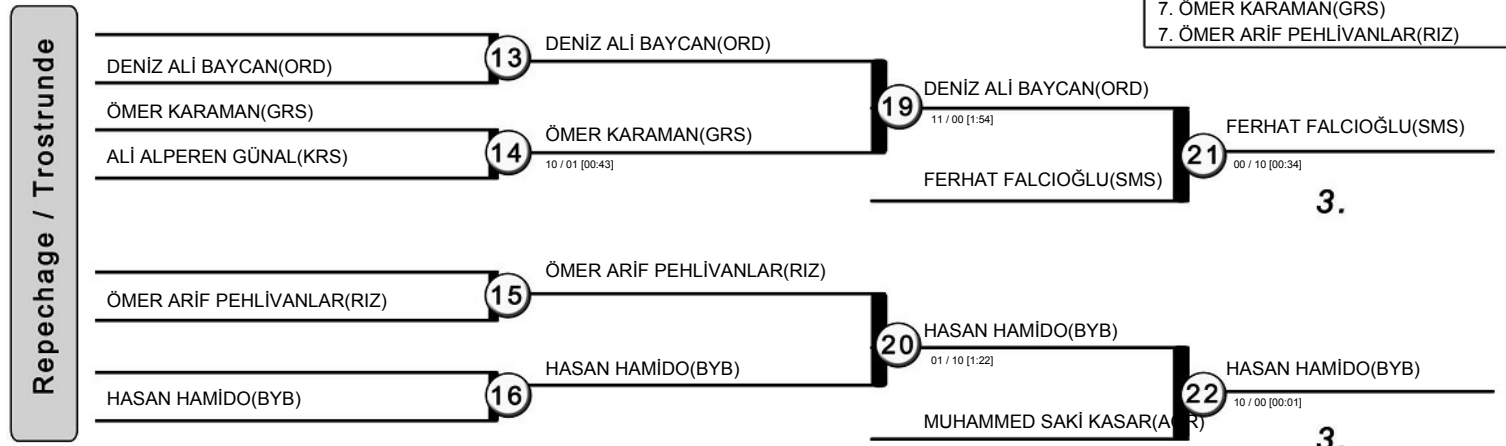 7. ÖMER KARAMAN(GRS)
7. ÖMER ARİF PEHLİVANLAR(RIZ)
Repechage / Trostrunde
DENİZ ALİ BAYCAN(ORD)
13
DENİZ ALİ BAYCAN(ORD)
ÖMER KARAMAN(GRS)
ALİ ALPEREN GÜNAL(KRS)
14
ÖMER KARAMAN(GRS)
10 / 01 [00:43]
19
DENİZ ALİ BAYCAN(ORD)
11 / 00 [1:54]
FERHAT FALCIOĞLU(SMS)
21
FERHAT FALCIOĞLU(SMS)
00 / 10 [00:34]
3.
ÖMER ARİF PEHLİVANLAR(RIZ)
15
ÖMER ARİF PEHLİVANLAR(RIZ)
HASAN HAMİDO(BYB)
16
HASAN HAMİDO(BYB)
20
HASAN HAMİDO(BYB)
01 / 10 [1:22]
MUHAMMED SAKİ
22
HASAN HAMİDO(BYB)
10 / 00 [00:01]
3.